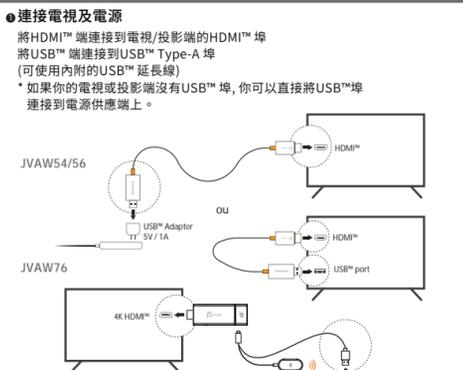 ❶連接電視及電源
將HDMI™ 端連接到電視/投影端的HDMI™ 埠
將USB™ 端連接到USB™ Type-A 埠
(可使用內附的USB™ 延長線)
* 如果你的電視或投影端沒有USB™ 埠, 你可以直接將USB™埠
連接到電源供應端上。
HDMI™
JVAW54/56
ou
USB™ Adapter
5V / 1A
HDMI™
USB™ port
JVAW76
4K HDMI™
j5